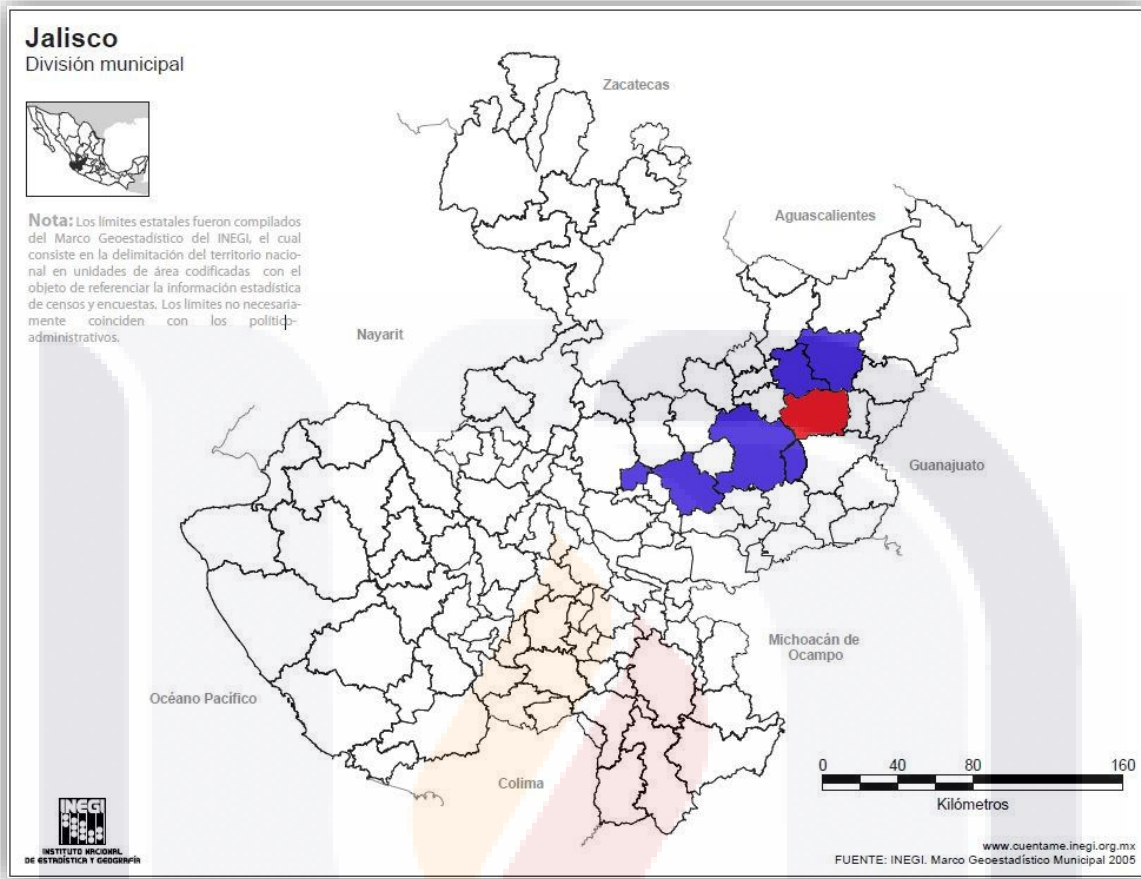 Jalisco
División municipal
Zacatecas
Aguascalientes
Nota: Los límites estatales fueron compilados
del Marco Geoestadístico del INEGI, el cual
consiste en la delimitación del territorio nacio-
nal en unidades de área codificadas con el
objeto de referenciar la información estadística
de censos y encuestas. Los límites no necesaria-
mente coinciden con los político-
administrativos.
Nayarit
Guanajuato
Michoacán de
Ocampo
Océano Pacífico
Colima
0 40 80 160
Kilómetros
INEGI
INSTITUTO NACIONAL
DE ESTADÍSTICA Y GEOGRAFÍA
www.cuentame.inegi.org.mx
FUENTE: INEGI. Marco Geoestadístico Municipal 2005